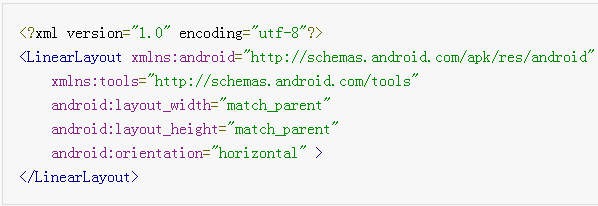 <?xml version="1.0" encoding="utf-8"?>
<LinearLayout xmlns:android="http://schemas.android.com/apk/res/android"
    xmlns:tools="http://schemas.android.com/tools"
    android:layout_width="match_parent"
    android:layout_height="match_parent"
    android:orientation="horizontal" >
</LinearLayout>